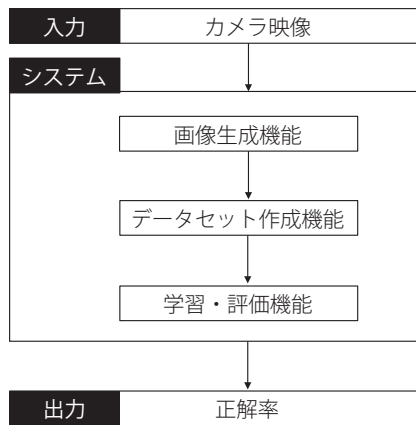 入力 カメラ映像
システム
画像生成機能
データセット作成機能
学習・評価機能
出力 正解率